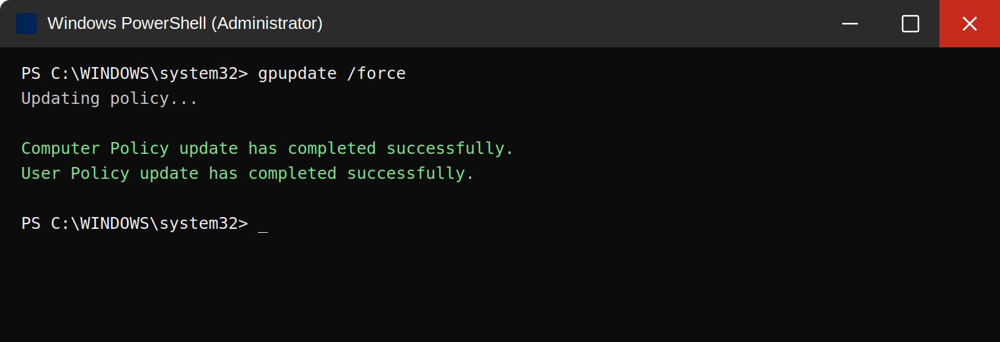 Windows PowerShell (Administrator)
PS C:\WINDOWS\system32> gpupdate /force
Updating policy...
Computer Policy update has completed successfully.
User Policy update has completed successfully.
PS C:\WINDOWS\system32> _